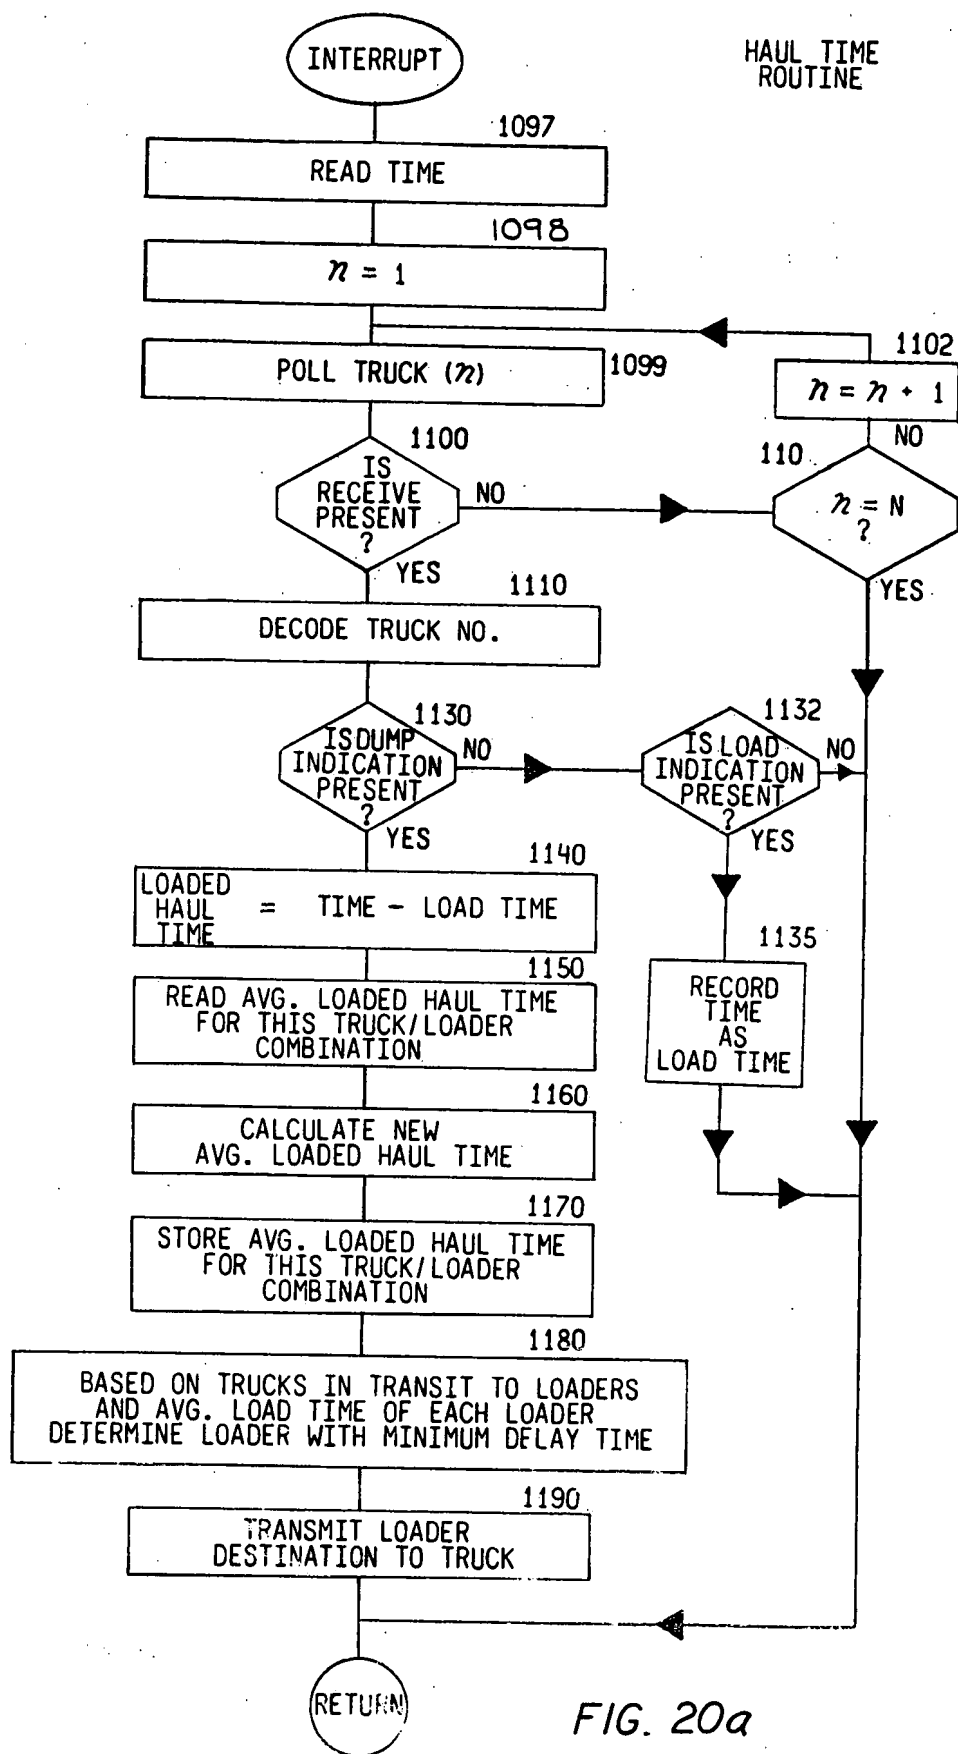 INTERRUPT
HAUL TIME
ROUTINE
1097
READ TIME
1098
n = 1
1102
POLL TRUCK (n)
1099
n = n + 1
NO
1100
110
IS
RECEIVE
PRESENT
?
NO
n = N
?
YES
YES
1110
DECODE TRUCK NO.
1130
IS DUMP
INDICATION
PRESENT
?
NO
1132
IS LOAD
INDICATION
PRESENT
?
NO
YES
YES
1140
LOADED
HAUL
TIME
= TIME - LOAD TIME
1135
RECORD
TIME
AS
LOAD TIME
1150
READ AVG. LOADED HAUL TIME
FOR THIS TRUCK/LOADER
COMBINATION
1160
CALCULATE NEW
AVG. LOADED HAUL TIME
1170
STORE AVG. LOADED HAUL TIME
FOR THIS TRUCK/LOADER
COMBINATION
1180
BASED ON TRUCKS IN TRANSIT TO LOADERS
AND AVG. LOAD TIME OF EACH LOADER
DETERMINE LOADER WITH MINIMUM DELAY TIME
1190
TRANSMIT LOADER
DESTINATION TO TRUCK
RETURN
FIG. 20a